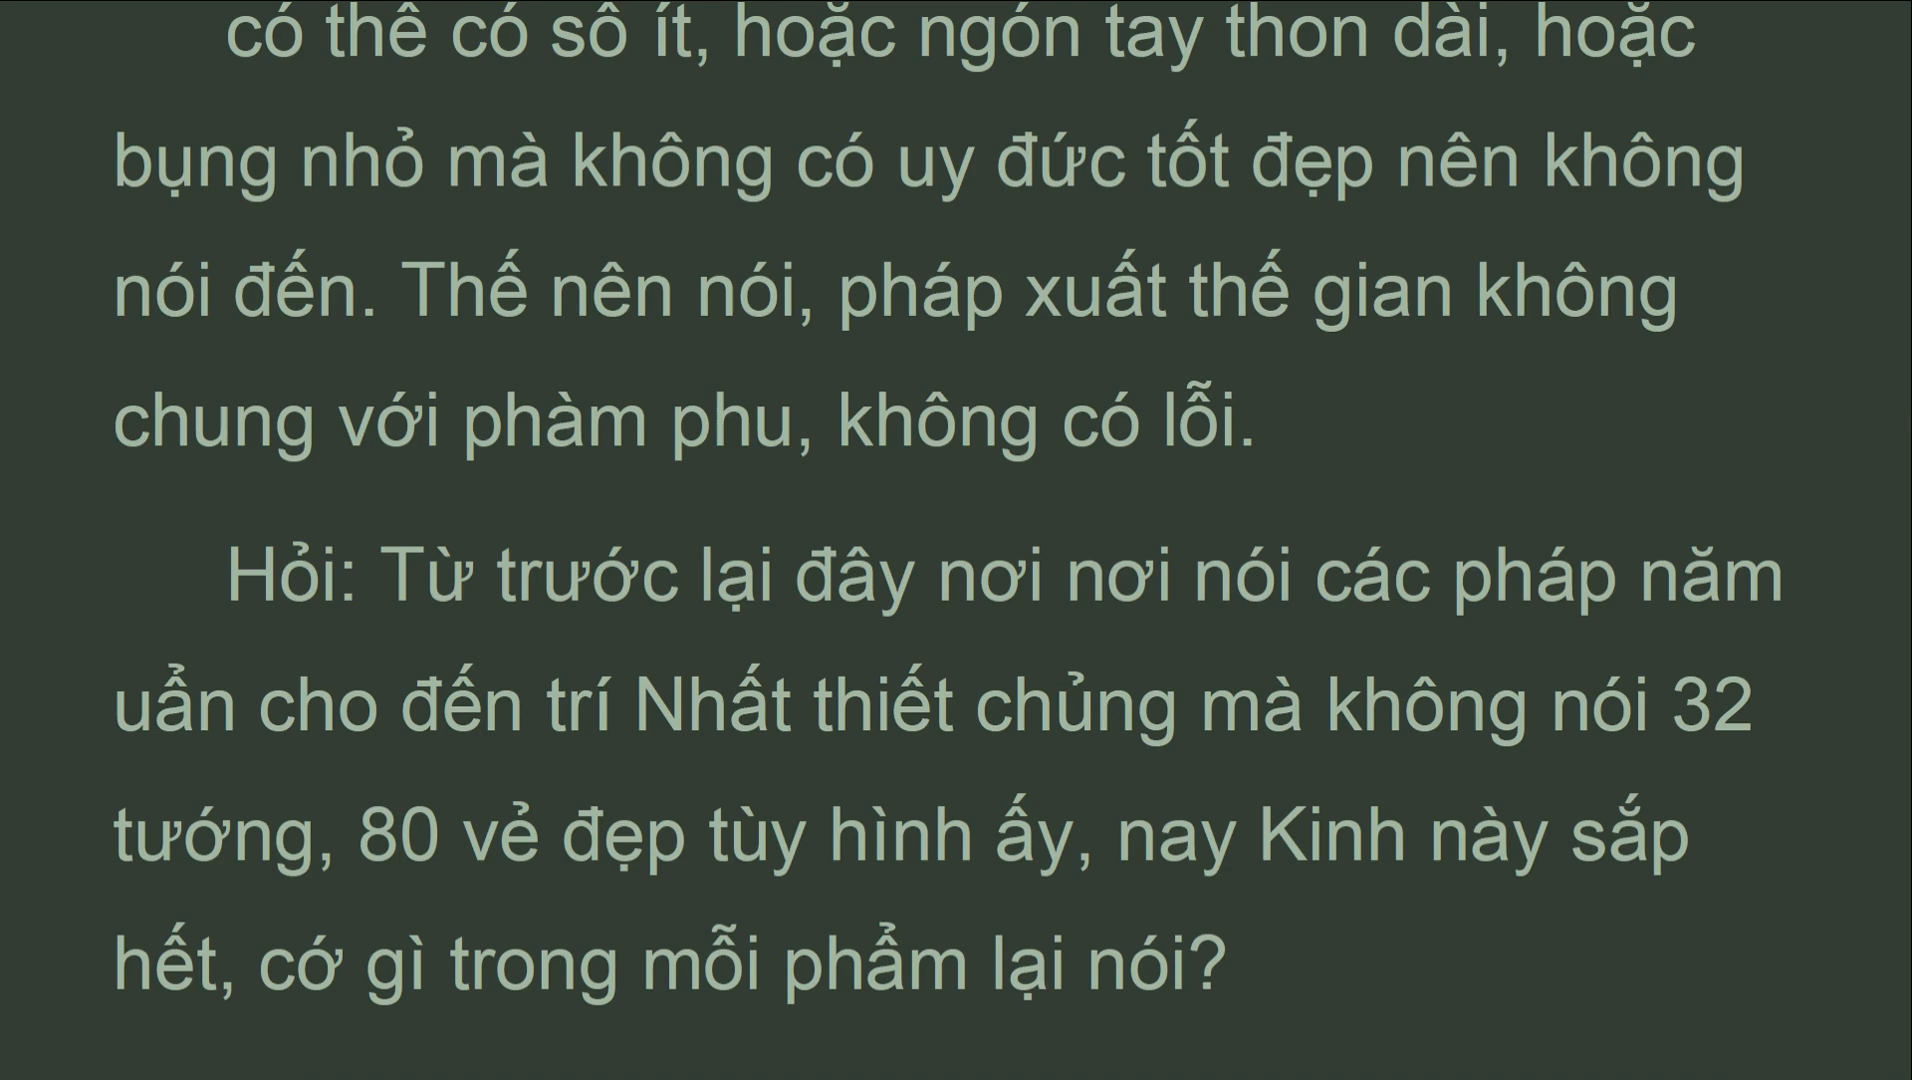 có thể có số ít, hoặc ngón tay thon dài, hoặc
bụng nhỏ mà không có uy đức tốt đẹp nên không
nói đến. Thế nên nói, pháp xuất thế gian không
chung với phàm phu, không có lỗi.
Hỏi: Từ trước lại đây nơi nơi nói các pháp năm
uẩn cho đến trí Nhất thiết chủng mà không nói 32
tướng, 80 vẻ đẹp tùy hình ấy, nay Kinh này sắp
hết, cớ gì trong mỗi phẩm lại nói?